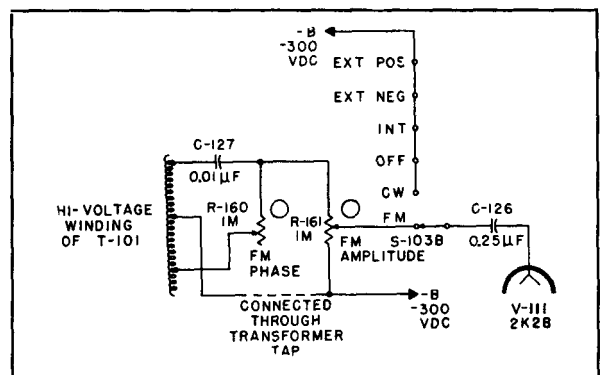 -B
-300
VDC
EXT POS
EXT NEG
INT
OFF
CW
FM
S-103B
C-127
0.01µF
HI-VOLTAGE
WINDING
OF T-101
R-160
1M
FM
PHASE
R-161
1M
FM
AMPLITUDE
C-126
0.25µF
V-111
2K28
CONNECTED
THROUGH
TRANSFORMER
TAP
-B
-300
VDC